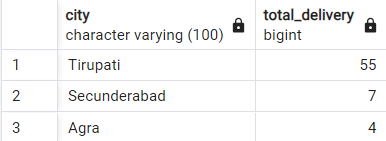 city total_delivery
character varying (100) bigint
1 Tirupati 55
2 Secunderabad 7
3 Agra 4